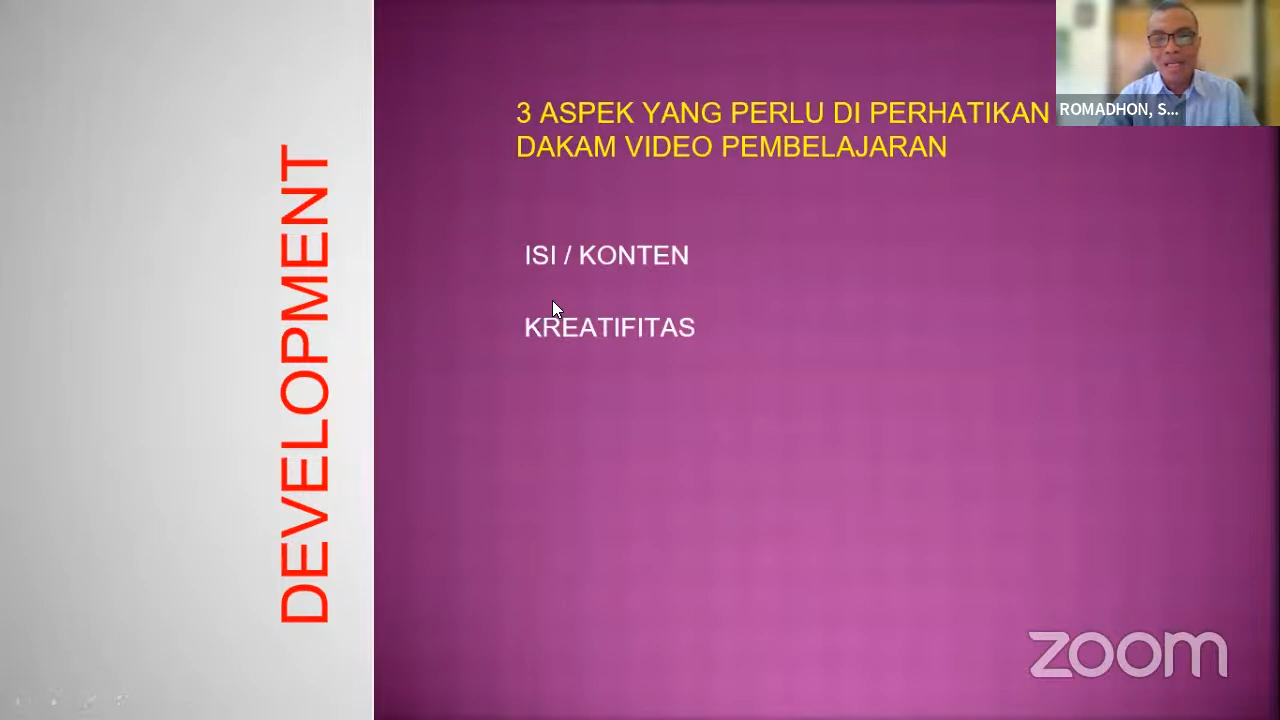 DEVELOPMENT
3 ASPEK YANG PERLU DI PERHATIKAN
DAKAM VIDEO PEMBELAJARAN
ISI / KONTEN
KREATIFITAS
ROMADHON, S...
zoom